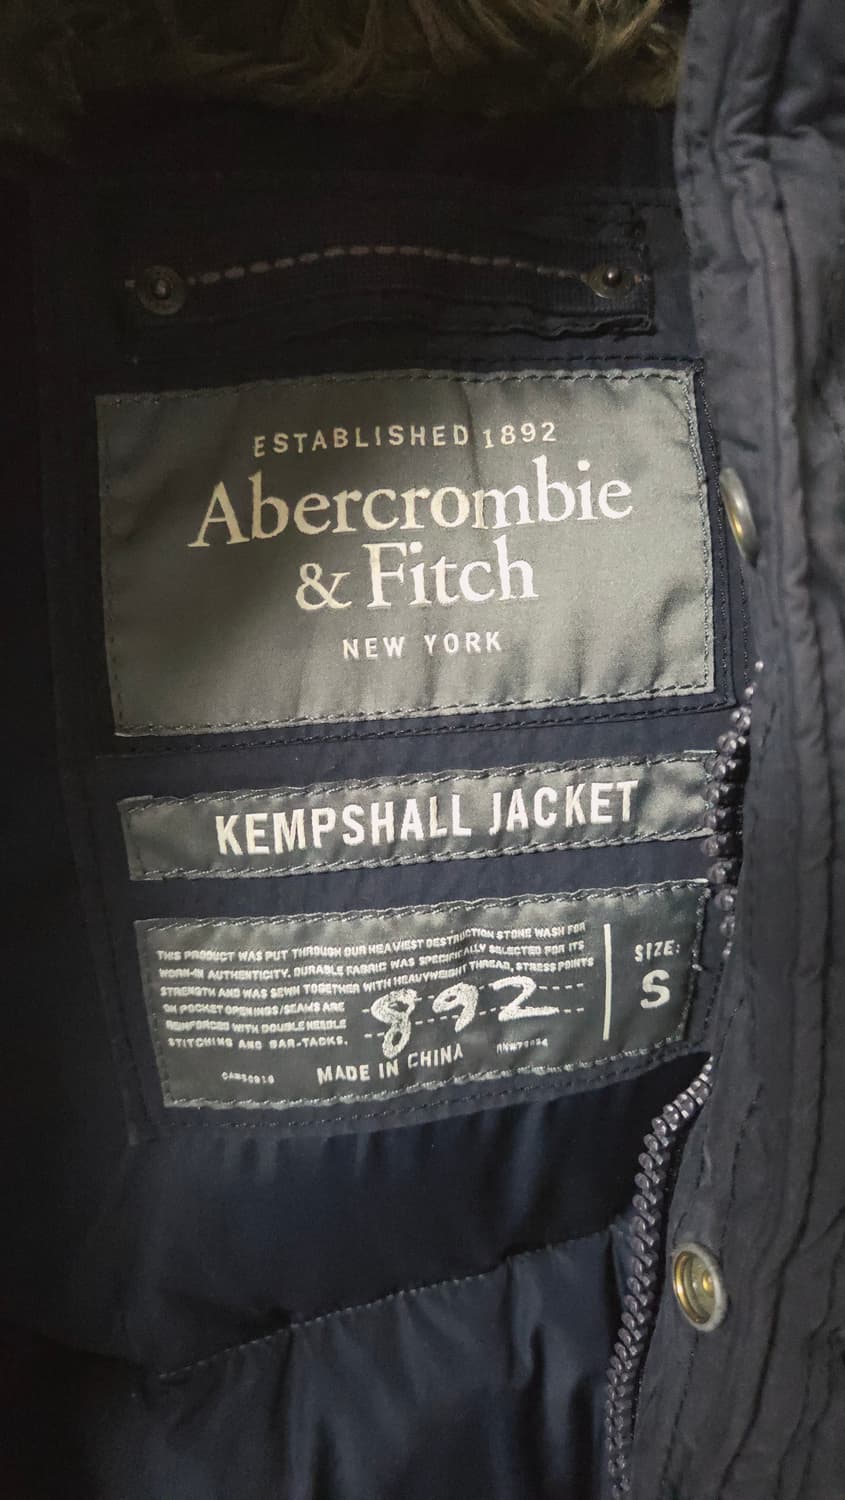 ESTABLISHED 1892
Abercrombie
& Fitch
NEW YORK
KEMPSHALL JACKET
THIS PRODUCT WAS PUT THROUGH OUR HEAVIEST DESTRUCTION STONE WASH FOR
WORN-IN AUTHENTICITY. DURABLE FABRIC WAS SPECIFICALLY SELECTED FOR ITS
STRENGTH AND WAS SEWN TOGETHER WITH HEAVYWEIGHT THREAD, STRESS POINTS
ON POCKET OPENINGS/SEAMS ARE
REINFORCED WITH DOUBLE NEEDLE
STITCHING AND BAR-TACKS.
892
MADE IN CHINA
SIZE:
S